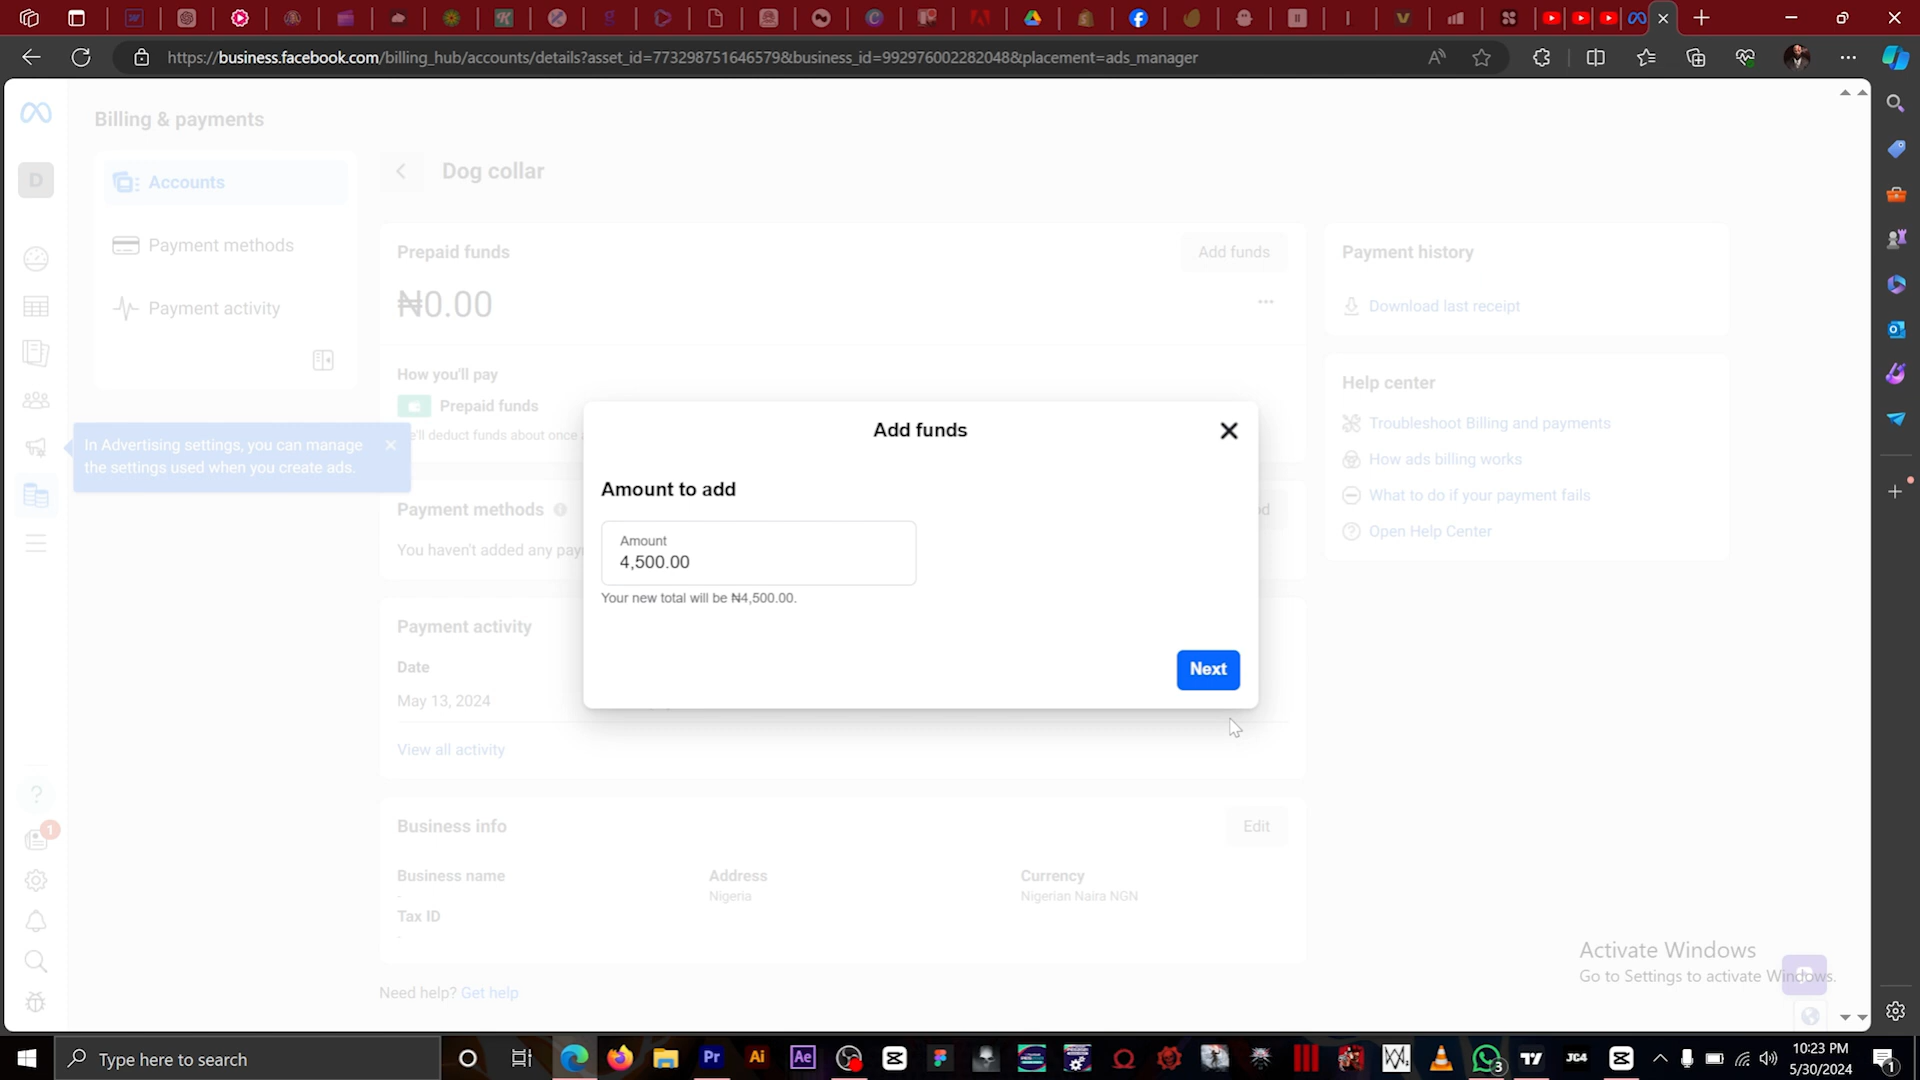 https://business.facebook.com/billing_hub/accounts/details?asset_id=773298751646579&business_id=992976002282048&placement=ads_manager
Billing & payments
D
Accounts
Payment methods
Payment activity
In Advertising settings, you can manage
the settings used when you create ads.
Dog collar
Prepaid funds
Add funds
₦0.00
How you'll pay
Prepaid funds
'll deduct funds about once
Payment methods
You haven't added any pay
Payment activity
Date
May 13, 2024
View all activity
Business info
Edit
Business name
-
Address
Nigeria
Currency
Nigerian Naira NGN
Tax ID
-
Need help? Get help
Payment history
Download last receipt
Help center
Troubleshoot Billing and payments
How ads billing works
What to do if your payment fails
Open Help Center
Add funds
Amount to add
Amount
4,500.00
Your new total will be ₦4,500.00.
Next
1
Activate Windows
Go to Settings to activate Windows.
Type here to search
Pr
Ai
Ae
3
JC4
10:23 PM
5/30/2024
1